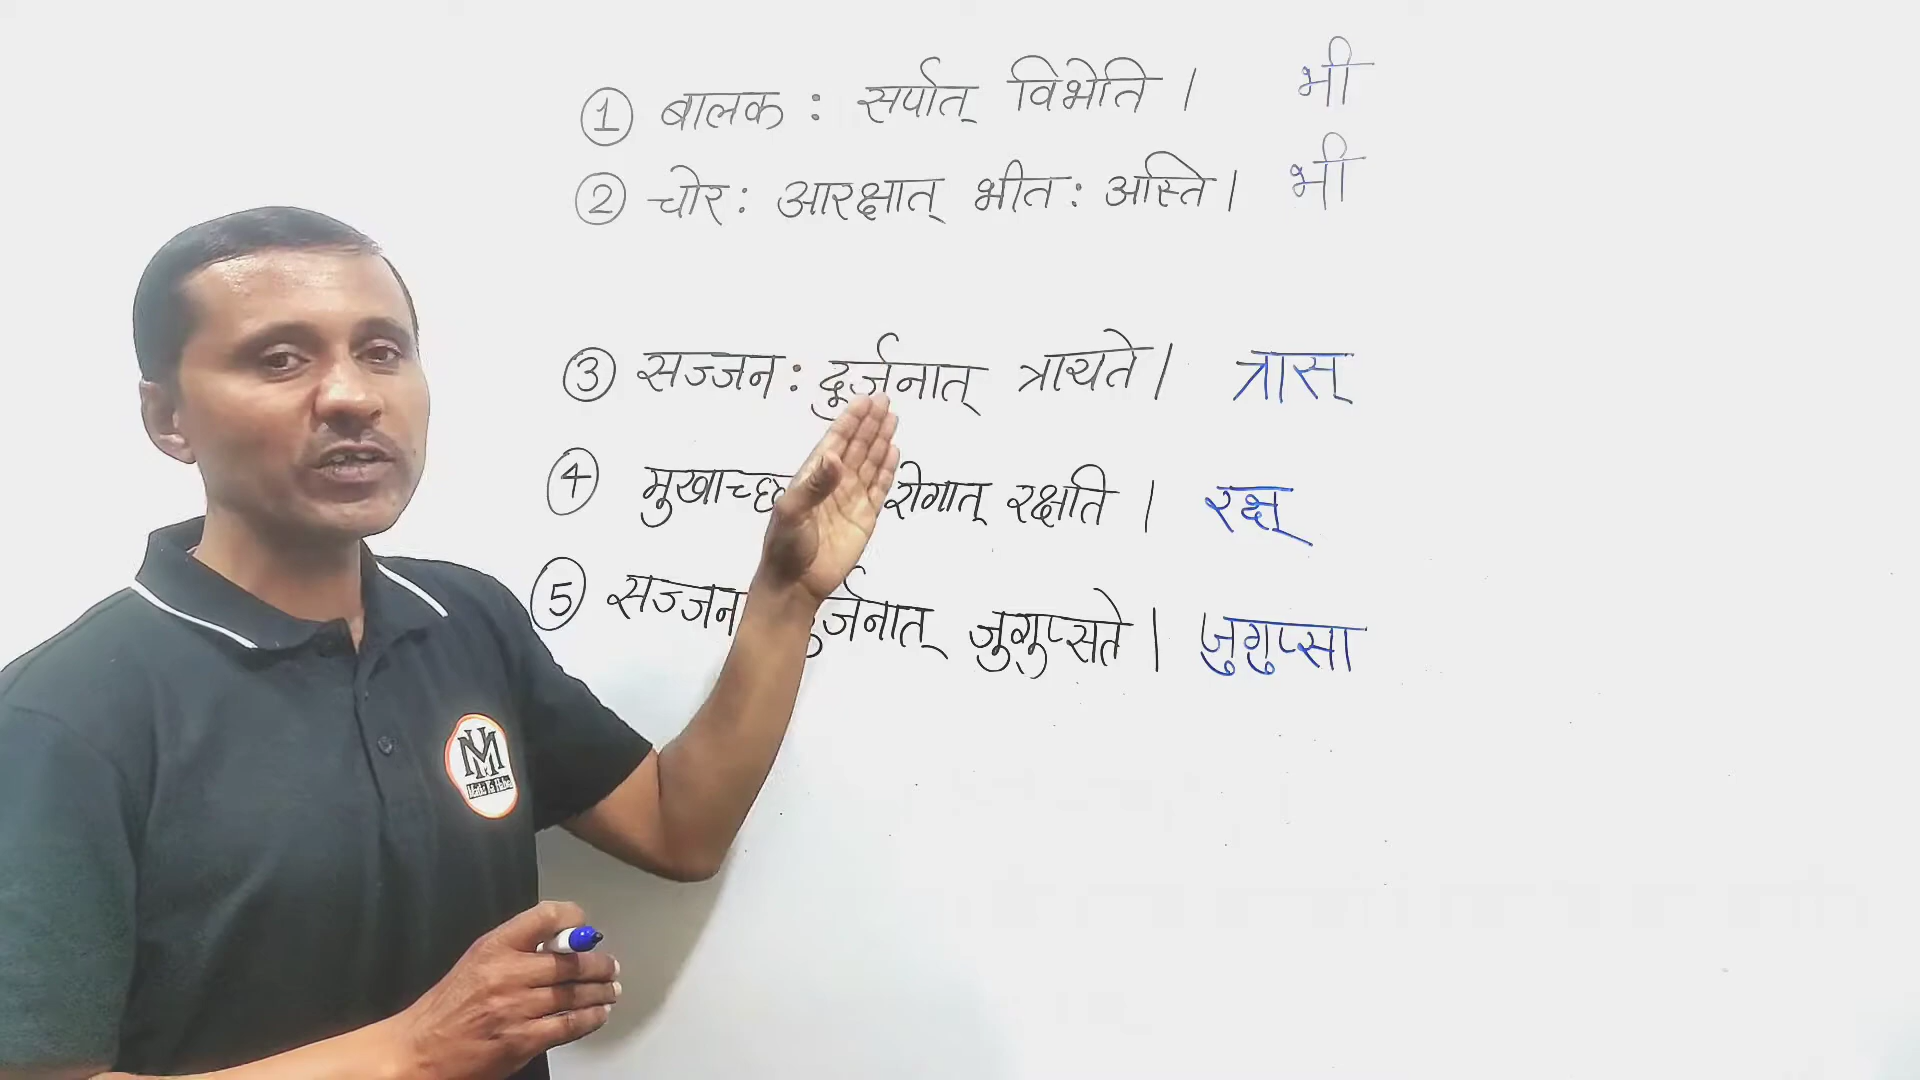 ① बालक : सर्पात् विभेति । भी
② चोर : आरक्षात् भीत : अस्ति । भी
③ सज्जन : दूर्जनात् त्रायते । त्रास्
④ रोगात् रक्षति । रक्ष्
⑤ सज्जन जुगुप्सते । जुगुप्सा